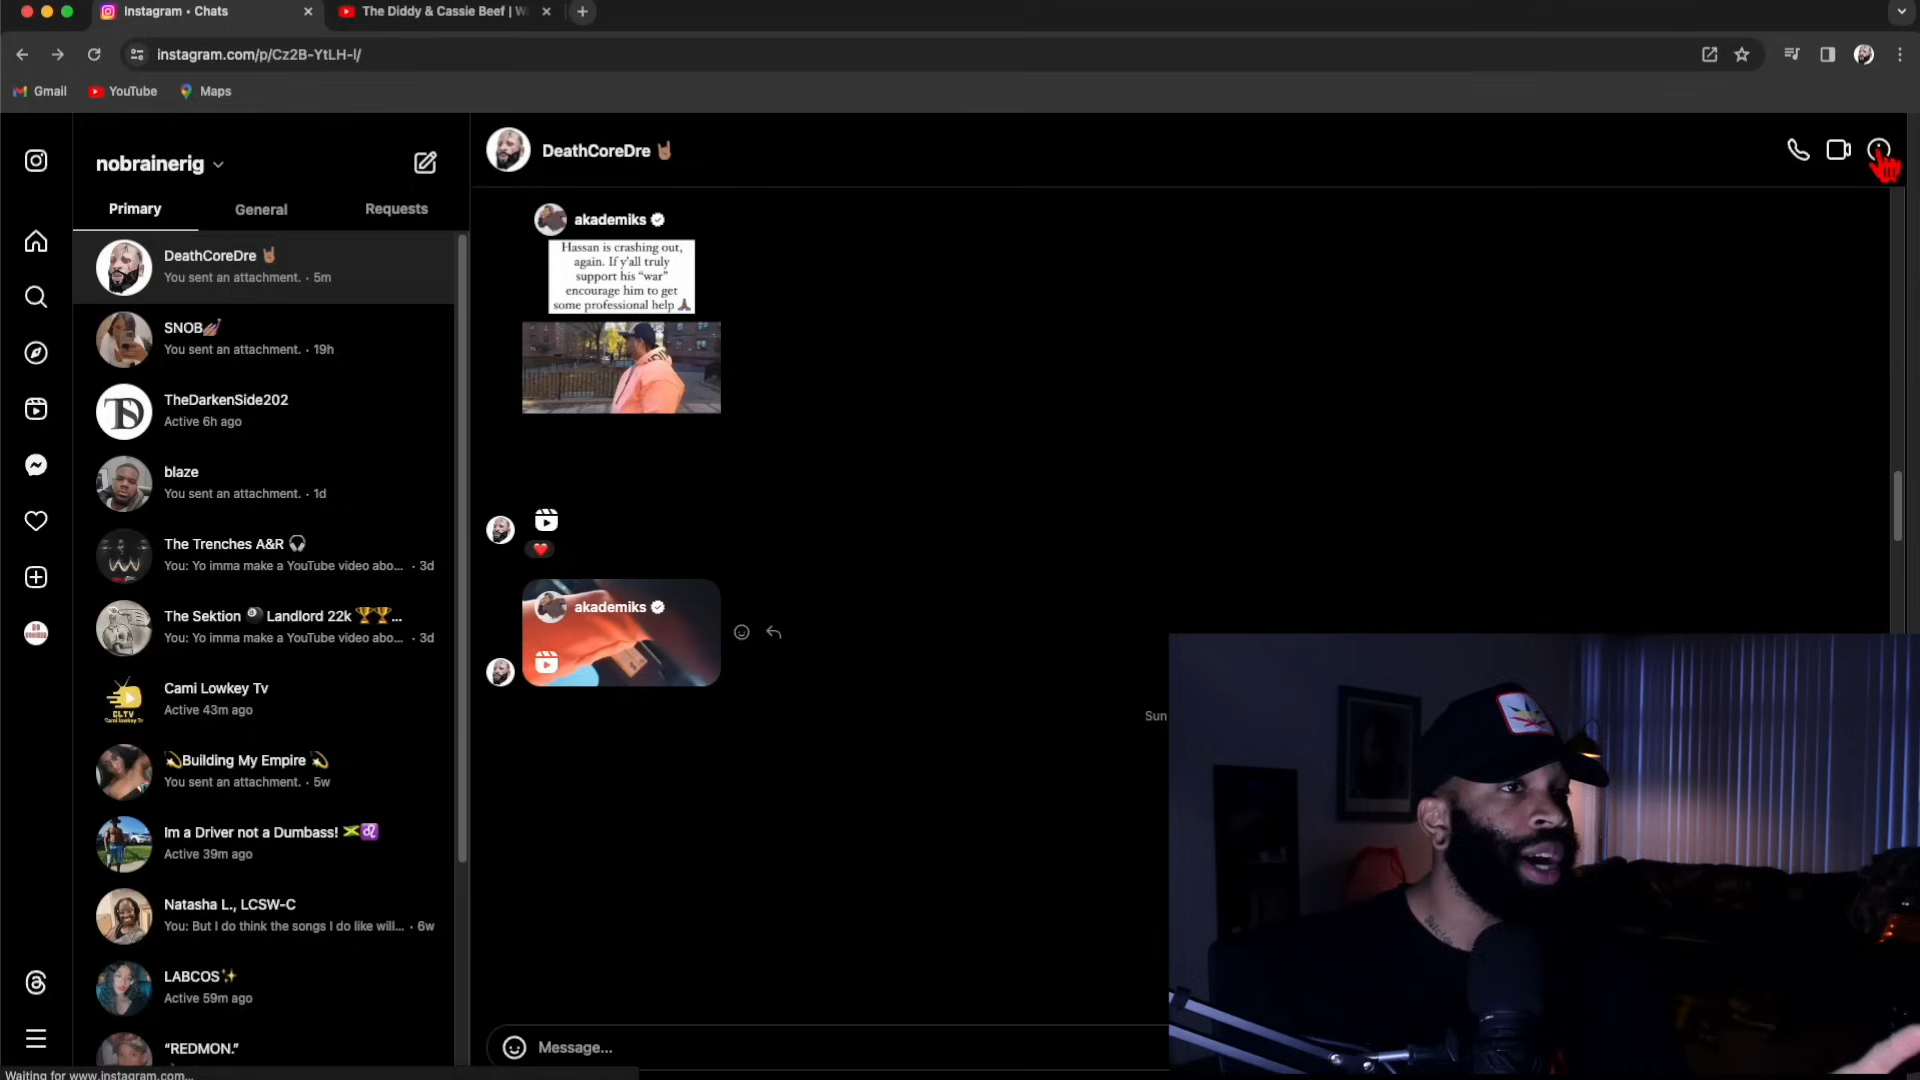 Instagram • Chats
The Diddy & Cassie Beef | W
instagram.com/p/Cz2B-YtLH-I/
Gmail
YouTube
Maps
nobrainerig
Primary
General
Requests
DeathCoreDre 🤘🏾
You sent an attachment. · 5m
SNOB💅🏾
You sent an attachment. · 19h
TheDarkenSide202
Active 6h ago
blaze
You sent an attachment. · 1d
The Trenches A&R 🎧
You: Yo imma make a YouTube video abo... · 3d
The Sektion 🎱 Landlord 22k 🏆🏆...
You: Yo imma make a YouTube video abo... · 3d
CLTV
Cami lowkey Tv
Cami Lowkey Tv
Active 43m ago
💫Building My Empire 💫
You sent an attachment. · 5w
Im a Driver not a Dumbass! 🇯🇲♌
Active 39m ago
Natasha L., LCSW-C
You: But I do think the songs I do like will... · 6w
LABCOS✨
Active 59m ago
“REDMON.”
DeathCoreDre 🤘🏾
akademiks
Hassan is crashing out,
again. If y'all truly
support his “war”
encourage him to get
some professional help 🙏🏾
akademiks
Sun
Message...
Waiting for www.instagram.com...